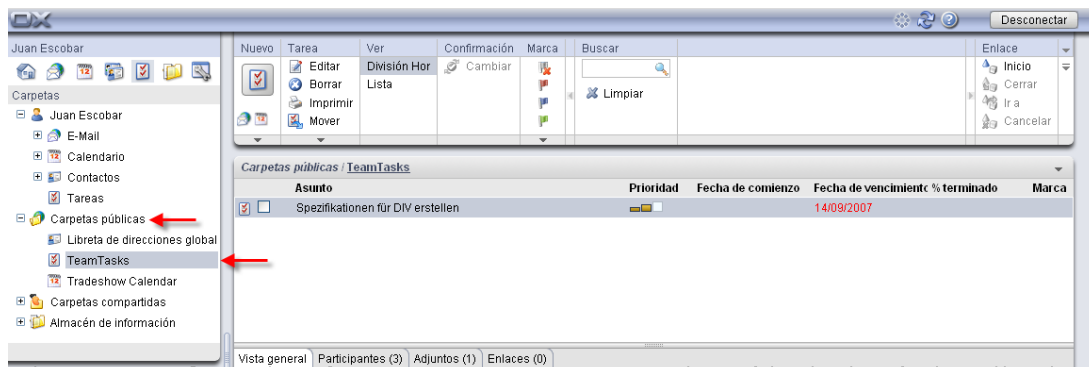 OX
Desconectar
Juan Escobar
Carpetas
Juan Escobar
E-Mail
Calendario
Contactos
Tareas
Carpetas públicas
Libreta de direcciones global
TeamTasks
Tradeshow Calendar
Carpetas compartidas
Almacén de información
Nuevo Tarea Ver Confirmación Marca Buscar Enlace
Editar División Hor Cambiar Inicio
Borrar Lista Limpiar Cerrar
Imprimir Ir a
Mover Cancelar
Carpetas públicas / TeamTasks
Asunto Prioridad Fecha de comienzo Fecha de vencimiento % terminado Marca
Spezifikationen für DIV erstellen 14/09/2007
Vista general Participantes (3) Adjuntos (1) Enlaces (0)